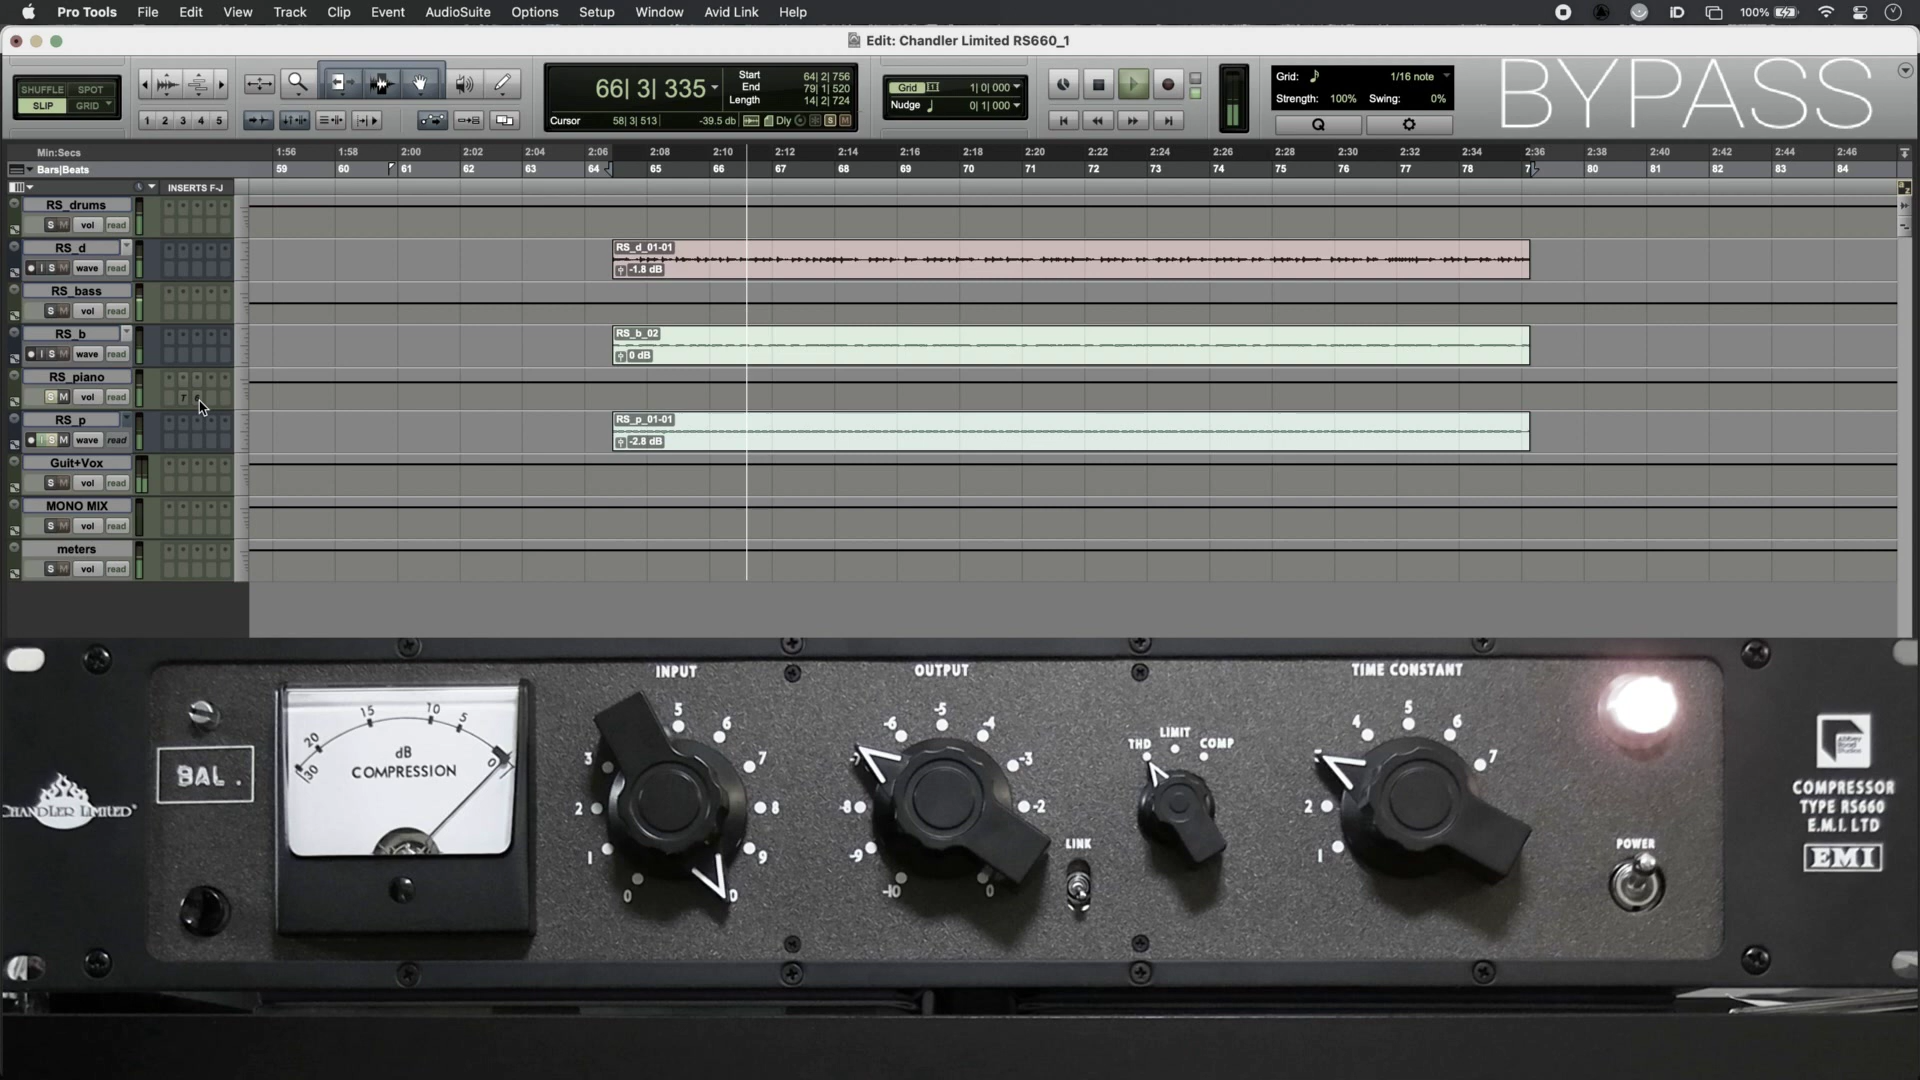 Pro Tools File Edit View Track Clip Event AudioSuite Options Setup Window Avid Link Help
100%
Edit: Chandler Limited RS660_1
SHUFFLE SPOT
SLIP GRID
1 2 3 4 5
66| 3| 335
Start 64| 2| 756
End 79| 1| 520
Length 14| 2| 724
Cursor 58| 3| 513 -39.5 db Dly S M
Grid 1| 0| 000
Nudge 0| 1| 000
Grid: 1/16 note
Strength: 100% Swing: 0%
Q
BYPASS
Min:Secs 1:56 1:58 2:00 2:02 2:04 2:06 2:08 2:10 2:12 2:14 2:16 2:18 2:20 2:22 2:24 2:26 2:28 2:30 2:32 2:34 2:36 2:38 2:40 2:42 2:44 2:46
Bars|Beats 59 60 61 62 63 64 65 66 67 68 69 70 71 72 73 74 75 76 77 78 7 80 81 82 83 84
INSERTS F-J
RS_drums
S M vol read
RS_d
I S M wave read
RS_d_01-01
-1.8 dB
RS_bass
S M vol read
RS_b
I S M wave read
RS_b_02
0 dB
RS_piano
S M vol read T
RS_p
I S M wave read
RS_p_01-01
-2.8 dB
Guit+Vox
S M vol read
MONO MIX
S M vol read
meters
S M vol read
BAL.
CHANDLER LIMITED
30 20 15 10 5 0
dB
COMPRESSION
INPUT
0 1 2 3 5 6 7 8 9
OUTPUT
-10 -9 -8 -7 -6 -5 -4 -3 -2 0
LINK
THD LIMIT COMP
TIME CONSTANT
1 2 4 5 6 7
POWER
Abbey Road Studios
COMPRESSOR
TYPE RS660
E.M.I. LTD
EMI